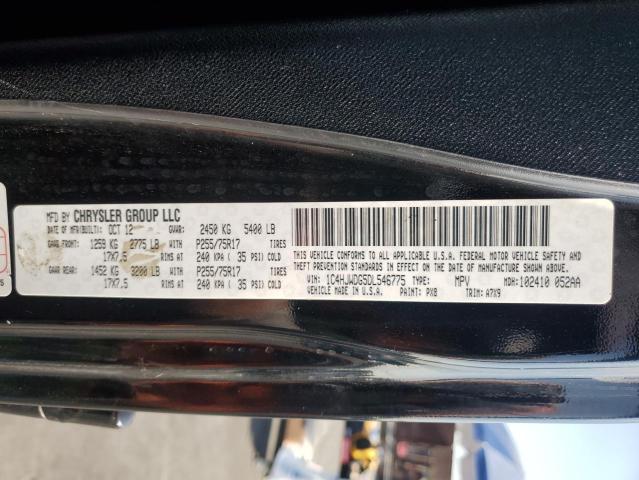 MFD BY CHRYSLER GROUP LLC
DATE OF MFR(BUILT): OCT 12 GVWR: 2450 KG 5400 LB
GAWR FRONT: 1259 KG 2775 LB WITH P255/75R17 TIRES
17X7.5 RIMS AT 240 KPA ( 35 PSI COLD)
GAWR REAR: 1452 KG 3200 LB WITH P255/75R17 TIRES
17X7.5 RIMS AT 240 KPA ( 35 PSI COLD)
THIS VEHICLE CONFORMS TO ALL APPLICABLE U.S.A. FEDERAL MOTOR VEHICLE SAFETY, BUMPER AND
THEFT PREVENTION STANDARDS IN EFFECT ON THE DATE OF MANUFACTURE SHOWN ABOVE.
VIN: 1C4HJWDG5DL546775 TYPE: MPV MDH: 102410 052AA
VEHICLE MADE IN U.S.A. PAINT: PX8 TRIM: A7X9